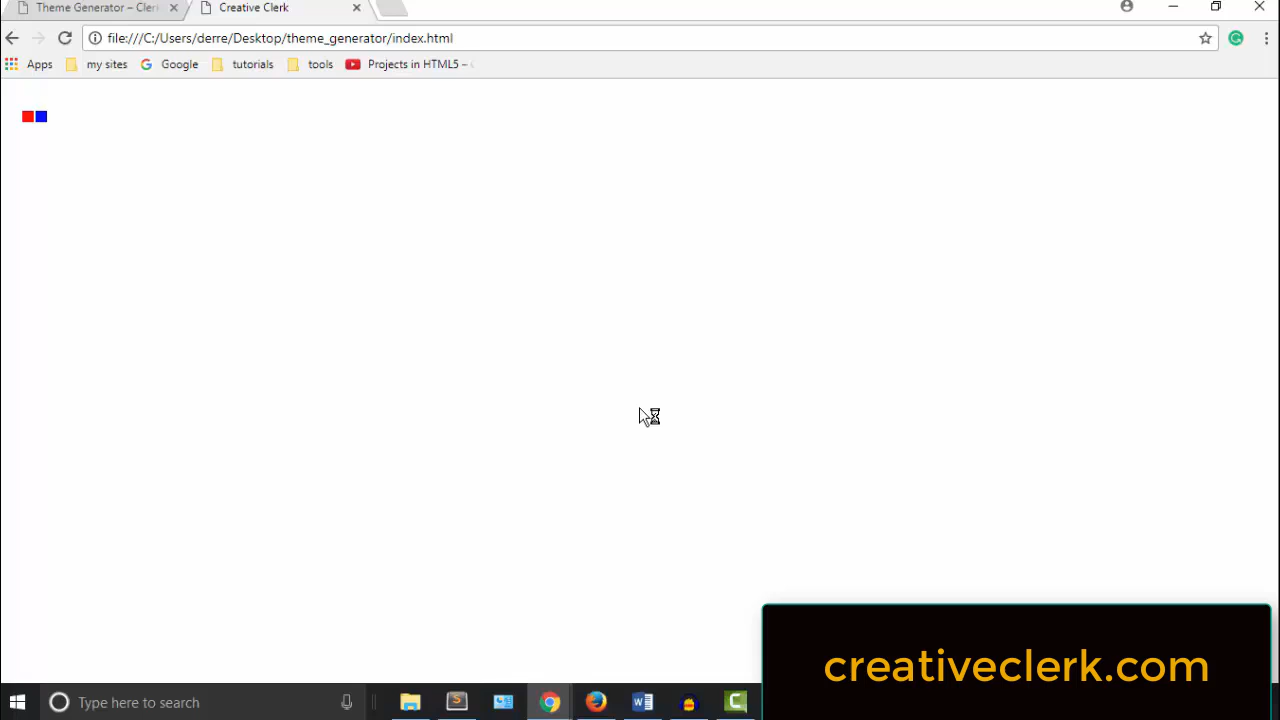 Theme Generator – Cler
Creative Clerk
file:///C:/Users/derre/Desktop/theme_generator/index.html
Apps
my sites
Google
tutorials
tools
Projects in HTML5 –
creativeclerk.com
Type here to search